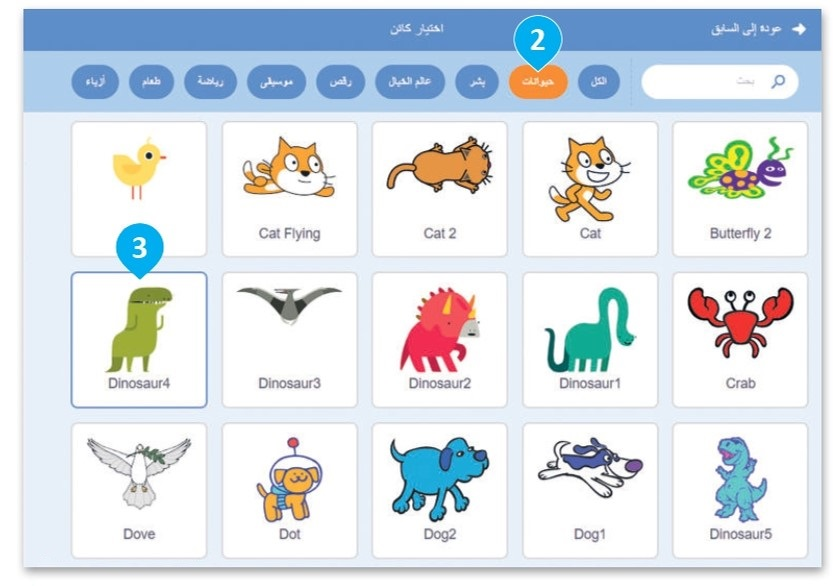 عودة إلى السابق
اختيار كائن
2
بحث
الكل
حيوانات
بشر
عالم الخيال
رقص
موسيقى
رياضة
طعام
أزياء
Butterfly 2
Cat
Cat 2
Cat Flying
3
Crab
Dinosaur1
Dinosaur2
Dinosaur3
Dinosaur4
Dinosaur5
Dog1
Dog2
Dot
Dove